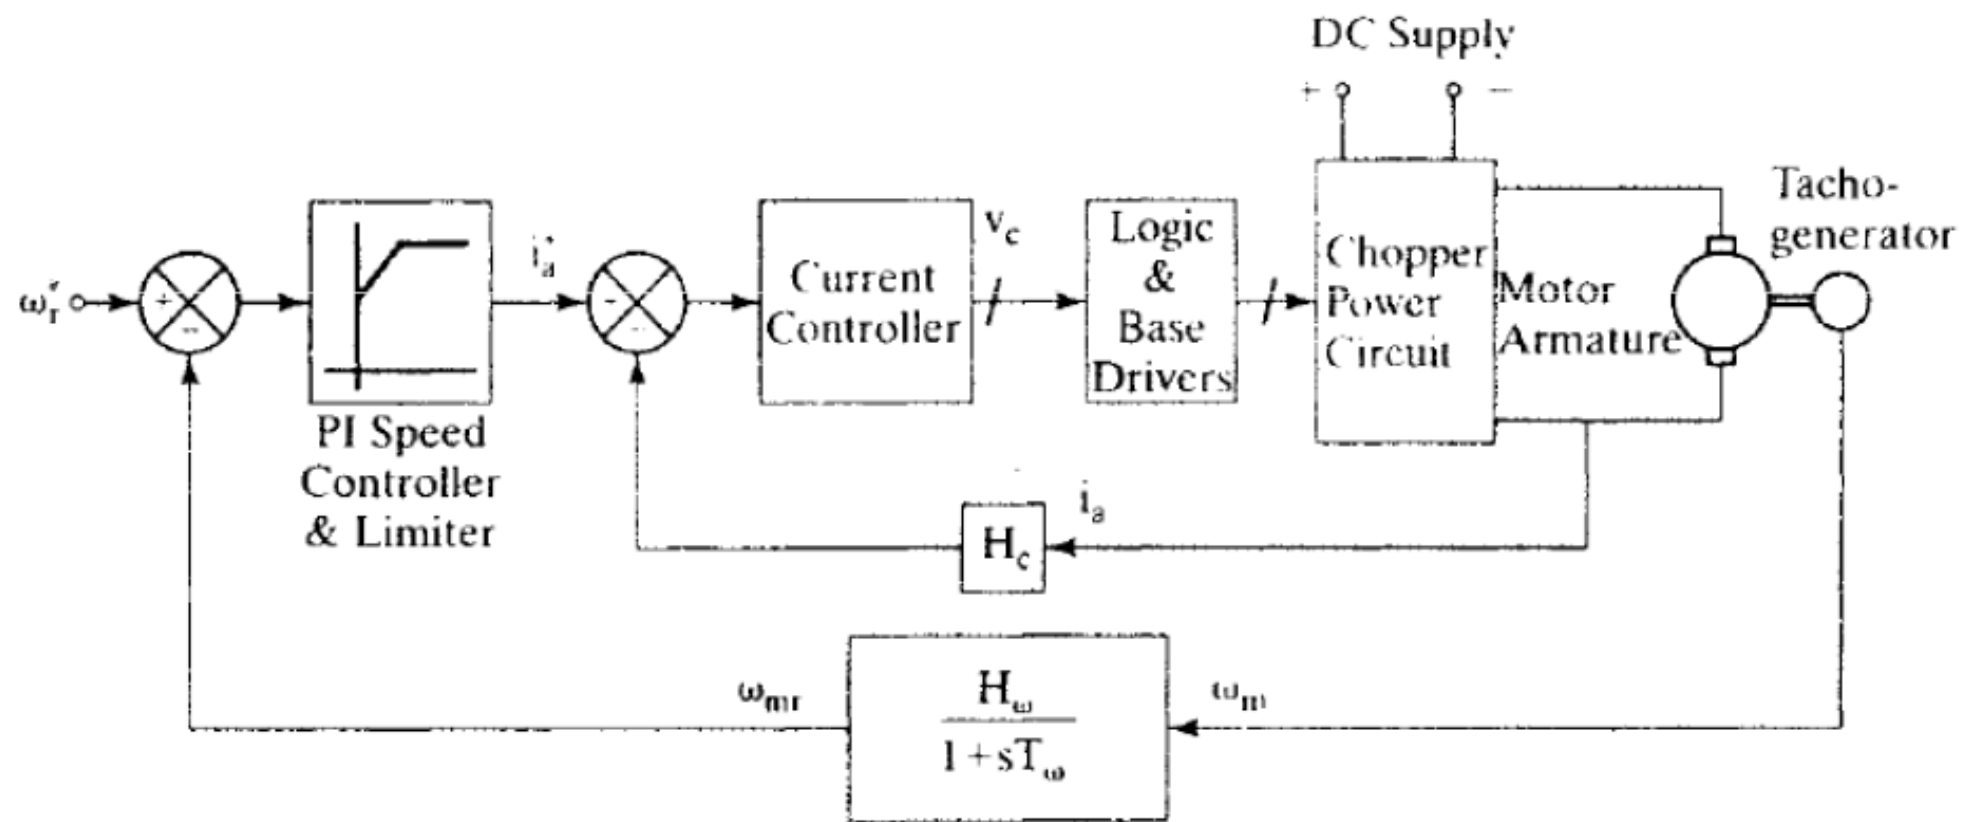 DC Supply
+ −
Tacho-
generator
ω*r
+
−
i*a
-
-
Current
Controller
vc
Logic
&
Base
Drivers
Chopper
Power
Circuit
Motor
Armature
PI Speed
Controller
& Limiter
Hc
ia
ωmr
Hω
1 + sTω
ωm